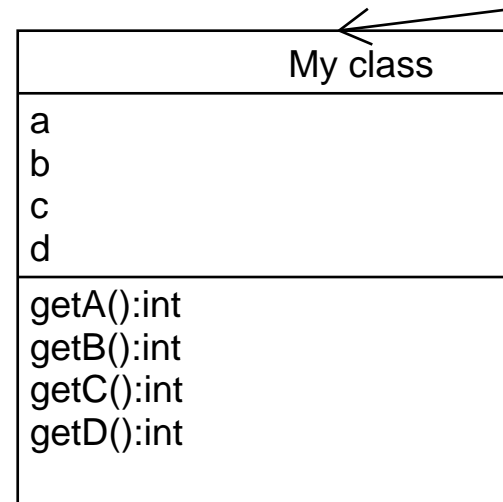 My class
a
b
c
d
getA():int
getB():int
getC():int
getD():int